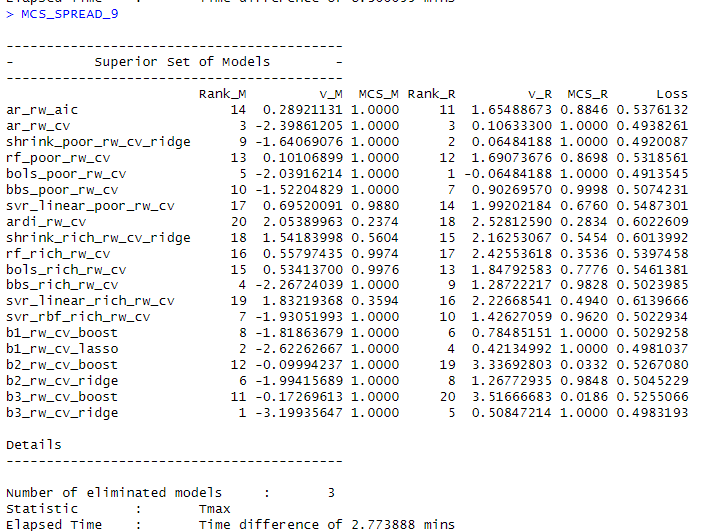 > MCS_SPREAD_9
------------------------------------------
-          Superior Set of Models        -
------------------------------------------
Rank_M v_M MCS_M Rank_R v_R MCS_R Loss
ar_rw_aic 14 0.28921131 1.0000 11 1.65488673 0.8846 0.5376132
ar_rw_cv 3 -2.39861205 1.0000 3 0.10633300 1.0000 0.4938261
shrink_poor_rw_cv_ridge 9 -1.64069076 1.0000 2 0.06484188 1.0000 0.4920087
rf_poor_rw_cv 13 0.10106899 1.0000 12 1.69073676 0.8698 0.5318561
bols_poor_rw_cv 5 -2.03916214 1.0000 1 -0.06484188 1.0000 0.4913545
bbs_poor_rw_cv 10 -1.52204829 1.0000 7 0.90269570 0.9998 0.5074231
svr_linear_poor_rw_cv 17 0.69520091 0.9880 14 1.99202184 0.6760 0.5487301
ardi_rw_cv 20 2.05389963 0.2374 18 2.52812590 0.2834 0.6022609
shrink_rich_rw_cv_ridge 18 1.54183998 0.5604 15 2.16253067 0.5454 0.6013992
rf_rich_rw_cv 16 0.55797435 0.9974 17 2.42553618 0.3536 0.5397458
bols_rich_rw_cv 15 0.53413700 0.9976 13 1.84792583 0.7776 0.5461381
bbs_rich_rw_cv 4 -2.26724039 1.0000 9 1.28722217 0.9828 0.5023985
svr_linear_rich_rw_cv 19 1.83219368 0.3594 16 2.22668541 0.4940 0.6139666
svr_rbf_rich_rw_cv 7 -1.93051993 1.0000 10 1.42627059 0.9620 0.5022934
b1_rw_cv_boost 8 -1.81863679 1.0000 6 0.78485151 1.0000 0.5029258
b1_rw_cv_lasso 2 -2.62262667 1.0000 4 0.42134992 1.0000 0.4981037
b2_rw_cv_boost 12 -0.09994237 1.0000 19 3.33692803 0.0332 0.5267080
b2_rw_cv_ridge 6 -1.99415689 1.0000 8 1.26772935 0.9848 0.5045229
b3_rw_cv_boost 11 -0.17269613 1.0000 20 3.51666683 0.0186 0.5255066
b3_rw_cv_ridge 1 -3.19935647 1.0000 5 0.50847214 1.0000 0.4983193
Details
------------------------------------------
Number of eliminated models : 3
Statistic : Tmax
Elapsed Time : Time difference of 2.773888 mins